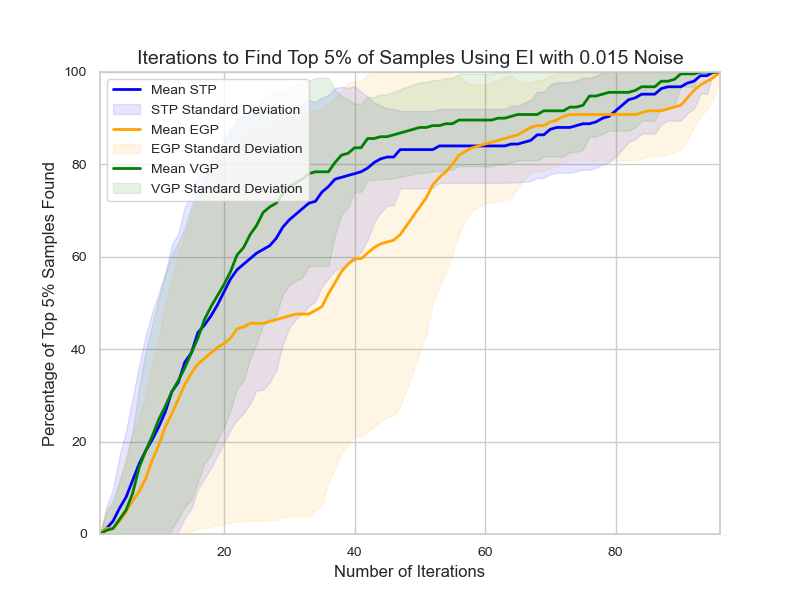 Iterations to Find Top 5% of Samples Using EI with 0.015 Noise
100
80
60
40
20
0
Percentage of Top 5% Samples Found
Mean STP
STP Standard Deviation
Mean EGP
EGP Standard Deviation
Mean VGP
VGP Standard Deviation
20
40
60
80
Number of Iterations